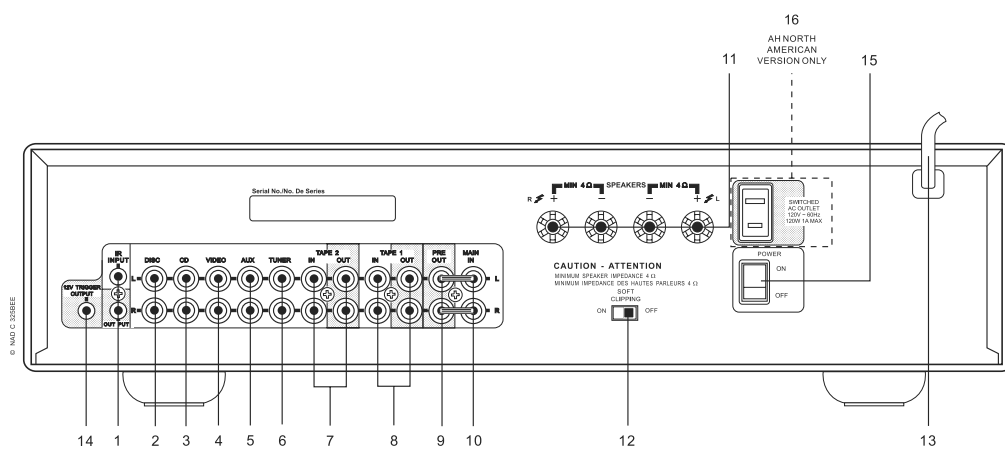 16
AH NORTH
AMERICAN
VERSION ONLY
11
15
Serial No./No. De Series
R + MIN 4Ω – SPEAKERS – MIN 4Ω + L
SWITCHED
AC OUTLET
120V ~ 60Hz
120W 1A MAX
POWER
ON
OFF
CAUTION - ATTENTION
MINIMUM SPEAKER IMPEDANCE 4 Ω
MINIMUM IMPEDANCE DES HAUTES PARLEURS 4 Ω
SOFT
CLIPPING
ON OFF
IR
INPUT
12V TRIGGER
OUTPUT
OUT PUT
DISC CD VIDEO AUX TUNER
TAPE 2
IN OUT
TAPE 1
IN OUT
PRE
OUT
MAIN
IN
L L
R R
© NAD C 325BEE
14 1 2 3 4 5 6 7 8 9 10 12 13